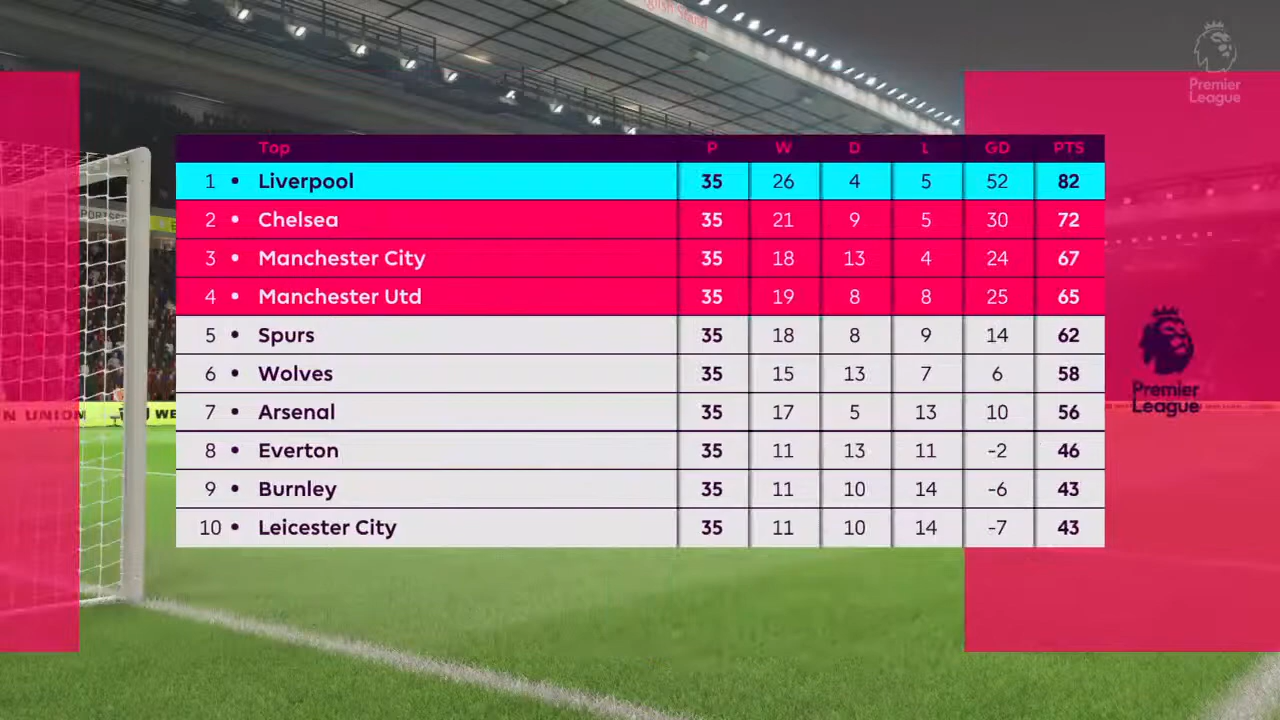 English Stand
Premier
League
Top P W D L GD PTS
1 • Liverpool 35 26 4 5 52 82
2 • Chelsea 35 21 9 5 30 72
3 • Manchester City 35 18 13 4 24 67
4 • Manchester Utd 35 19 8 8 25 65
5 • Spurs 35 18 8 9 14 62
6 • Wolves 35 15 13 7 6 58
7 • Arsenal 35 17 5 13 10 56
8 • Everton 35 11 13 11 -2 46
9 • Burnley 35 11 10 14 -6 43
10 • Leicester City 35 11 10 14 -7 43
Premier
League
N UNION WE